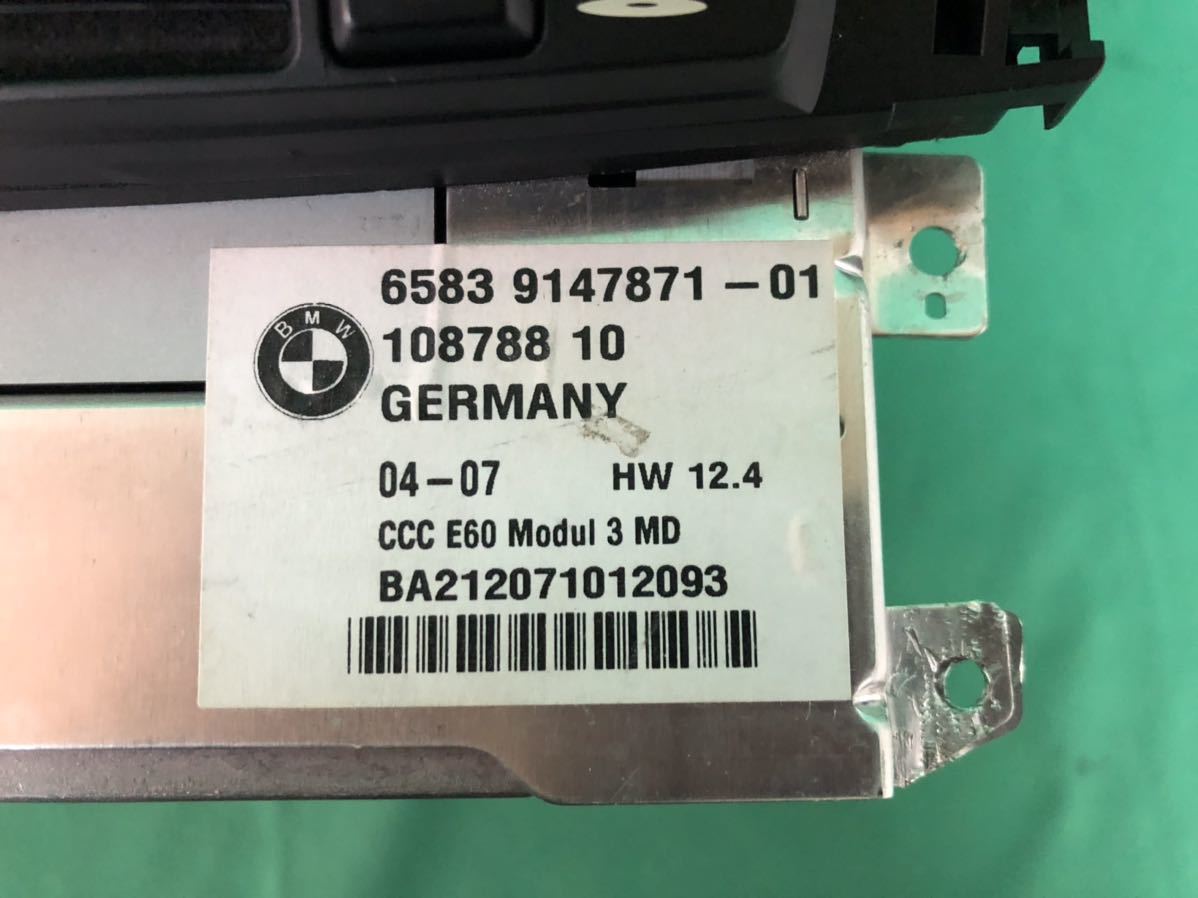 6583 9147871-01
108788 10
BMW
GERMANY
04-07 HW 12.4
CCC E60 Modul 3 MD
BA212071012093